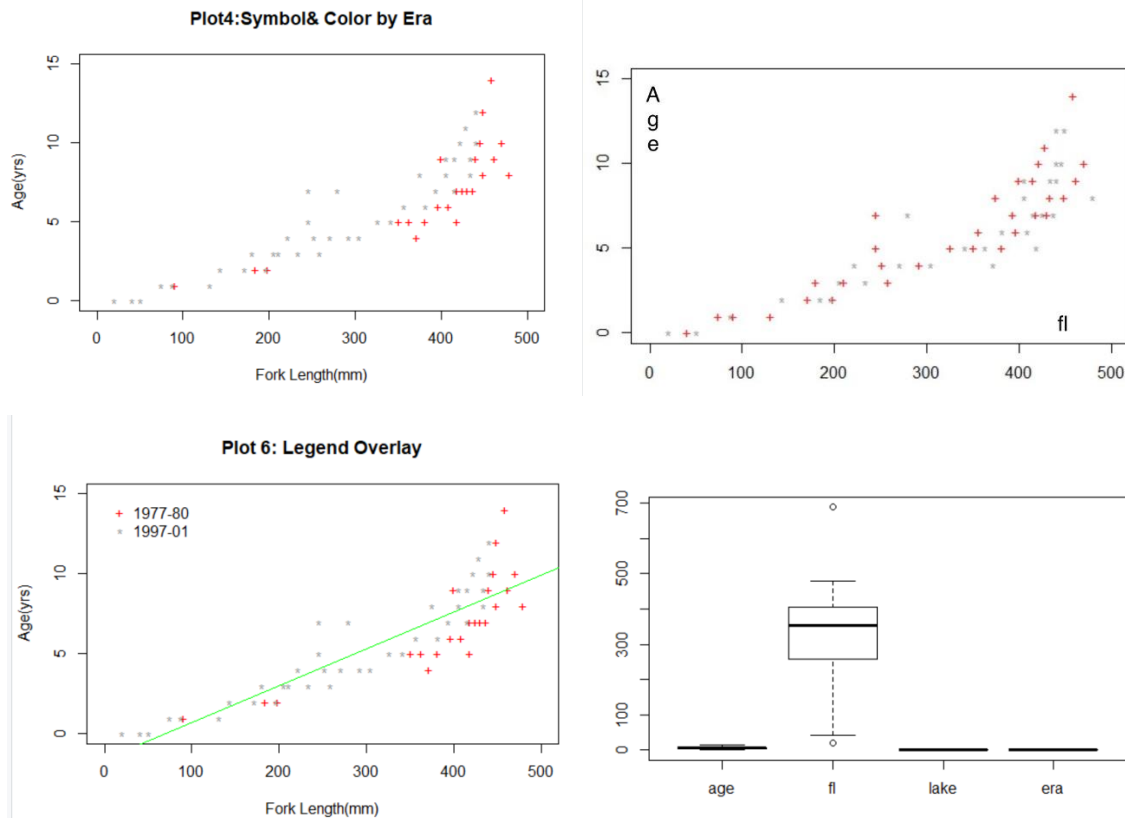 Plot4:Symbol& Color by Era
Age(yrs)
15
10
5
0
0 100 200 300 400 500
Fork Length(mm)
A
g
e
15
10
5
0
fl
0 100 200 300 400 500
Plot 6: Legend Overlay
Age(yrs)
15
10
5
0
1977-80
1997-01
0 100 200 300 400 500
Fork Length(mm)
700
500
300
100
0
age fl lake era